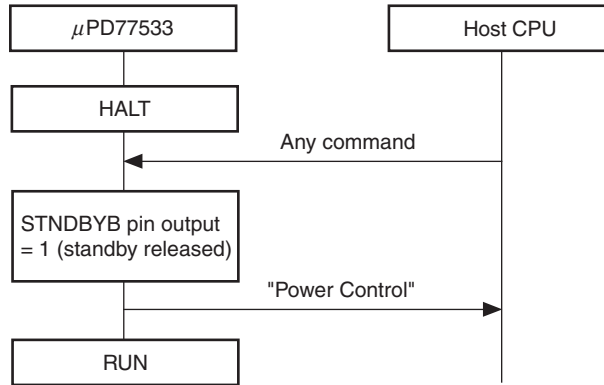 μPD77533
Host CPU
HALT
Any command
STNDBYB pin output
= 1 (standby released)
"Power Control"
RUN